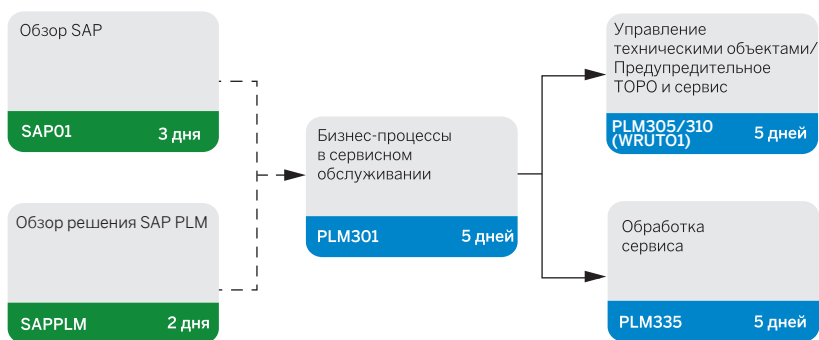 Обзор SAP
SAP01 3 дня
Обзор решения SAP PLM
SAPPLM 2 дня
Бизнес-процессы
в сервисном
обслуживании
PLM301 5 дней
Управление
техническими объектами/
Предупредительное
ТОРО и сервис
PLM305/310 5 дней
(WRUTO1)
Обработка
сервиса
PLM335 5 дней